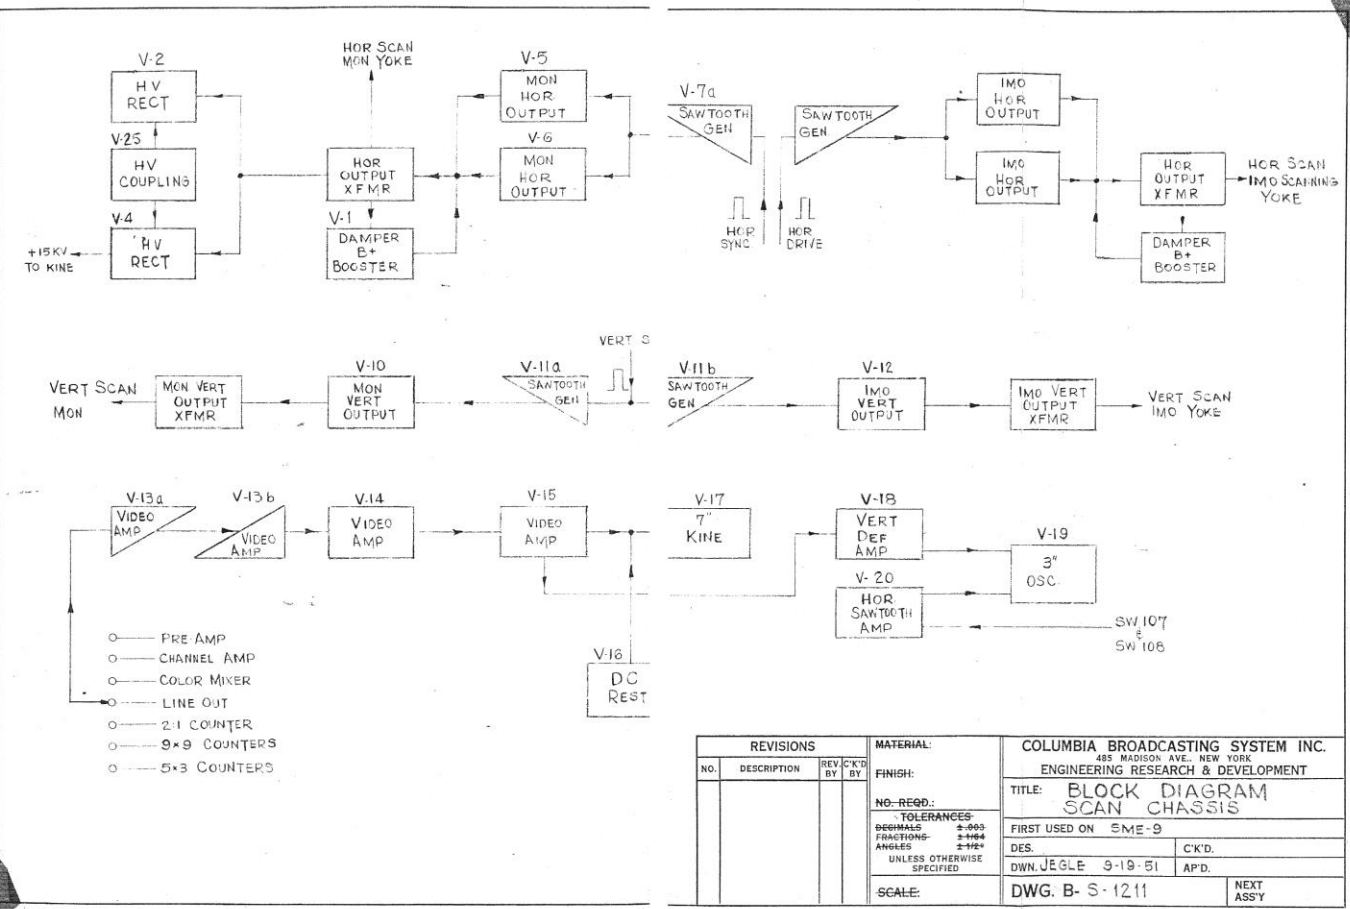 HOR SCAN
MON YOKE
V-2
HV
RECT
V-25
HV
COUPLING
V-4
HV
RECT
+15KV
TO KINE
HOR
OUTPUT
XFMR
V-1
DAMPER
B+
BOOSTER
V-5
MON
HOR
OUTPUT
V-6
MON
HOR
OUTPUT
V-7a
SAWTOOTH
GEN
SAWTOOTH
GEN
HOR
SYNC
HOR
DRIVE
IMO
HOR
OUTPUT
IMO
HOR
OUTPUT
HOR
OUTPUT
XFMR
DAMPER
B+
BOOSTER
HOR SCAN
IMO SCANNING
YOKE
VERT SCAN
MON
MON VERT
OUTPUT
XFMR
V-10
MON
VERT
OUTPUT
V-11a
SAWTOOTH
GEN
VERT S
V-11b
SAWTOOTH
GEN
V-12
IMO
VERT
OUTPUT
IMO VERT
OUTPUT
XFMR
VERT SCAN
IMO YOKE
V-13a
VIDEO
AMP
V-13b
VIDEO
AMP
V-14
VIDEO
AMP
V-15
VIDEO
AMP
V-16
DC
REST
V-17
7"
KINE
V-18
VERT
DEF
AMP
V-20
HOR
SAWTOOTH
AMP
V-19
3"
OSC.
SW 107
&
SW 108
PRE-AMP
CHANNEL AMP
COLOR MIXER
LINE OUT
2:1 COUNTER
9×9 COUNTERS
5×3 COUNTERS
REVISIONS
NO. DESCRIPTION REV. BY C'K'D BY
MATERIAL:
FINISH:
NO. REQD.:
TOLERANCES
DECIMALS ±.003
FRACTIONS ±1/64
ANGLES ±1/2°
UNLESS OTHERWISE
SPECIFIED
SCALE:
COLUMBIA BROADCASTING SYSTEM INC.
485 MADISON AVE., NEW YORK
ENGINEERING RESEARCH & DEVELOPMENT
TITLE: BLOCK DIAGRAM
SCAN CHASSIS
FIRST USED ON SME-9
DES. C'K'D.
DWN. JEGLE 9-19-51 AP'D.
DWG. B- S-1211
NEXT
ASS'Y